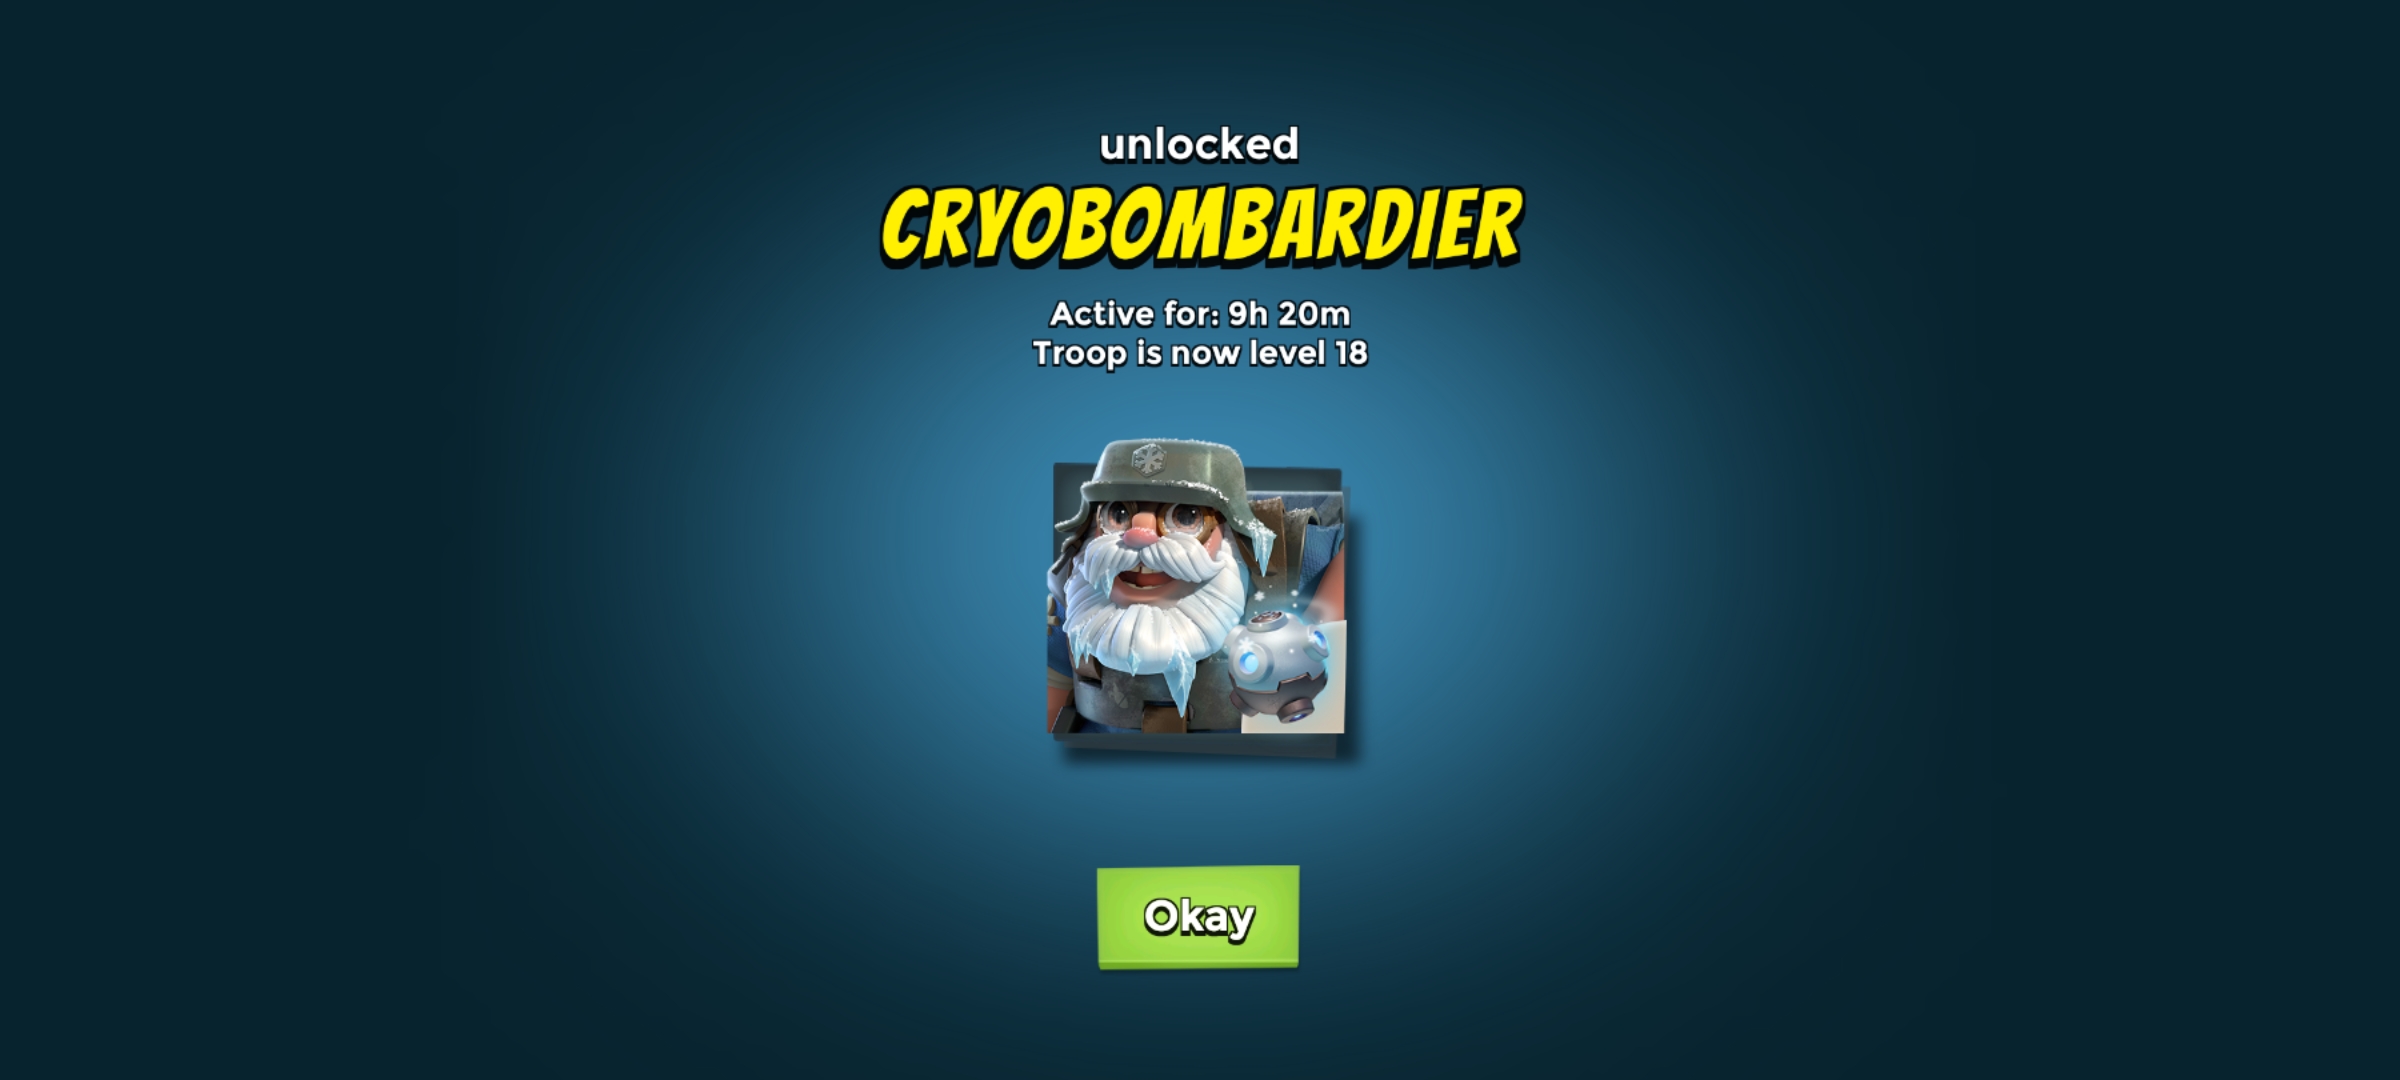 unlocked
CRYOBOMBARDIER
Active for: 9h 20m
Troop is now level 18
Okay